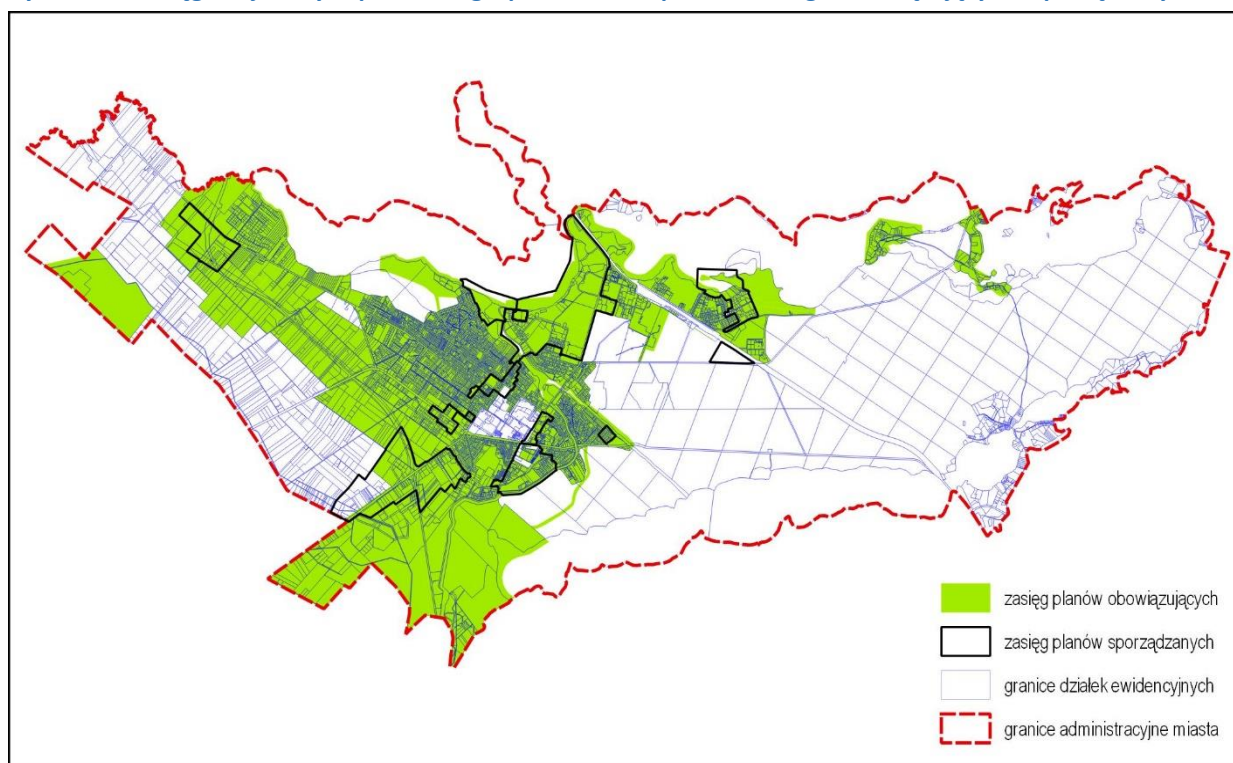 zasięg planów obowiązujących
zasięg planów sporządzanych
granice działek ewidencyjnych
granice administracyjne miasta